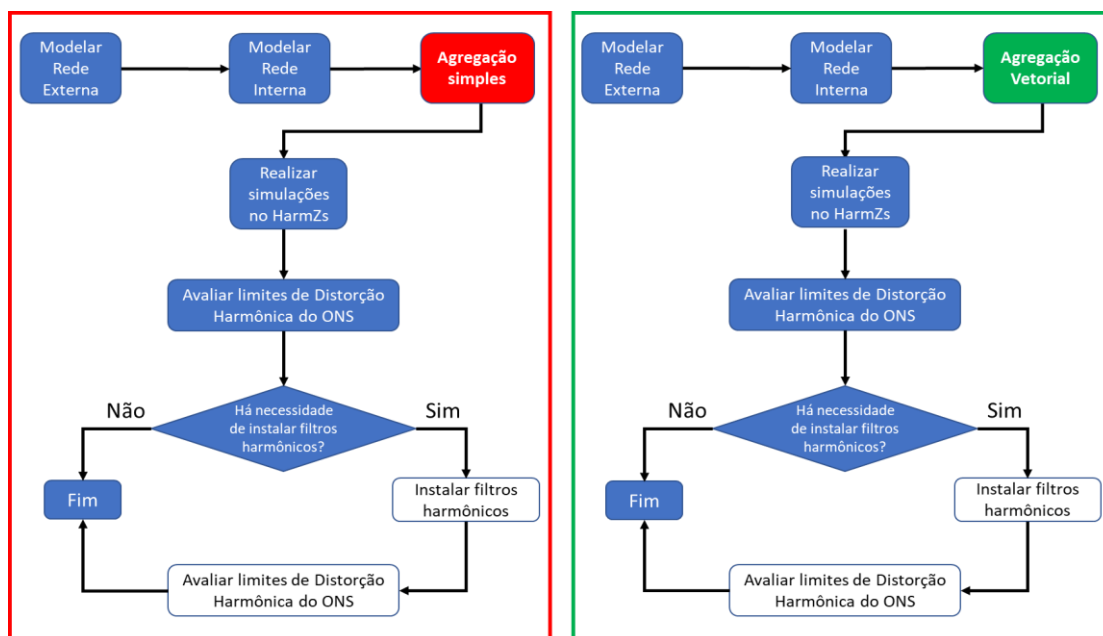 Modelar
Rede
Externa
Modelar
Rede
Interna
Agregação
simples
Realizar
simulações
no HarmZs
Avaliar limites de Distorção
Harmônica do ONS
Não
Há necessidade
de instalar filtros
harmônicos?
Sim
Fim
Instalar filtros
harmônicos
Avaliar limites de Distorção
Harmônica do ONS
Modelar
Rede
Externa
Modelar
Rede
Interna
Agregação
Vetorial
Realizar
simulações
no HarmZs
Avaliar limites de Distorção
Harmônica do ONS
Não
Há necessidade
de instalar filtros
harmônicos?
Sim
Fim
Instalar filtros
harmônicos
Avaliar limites de Distorção
Harmônica do ONS